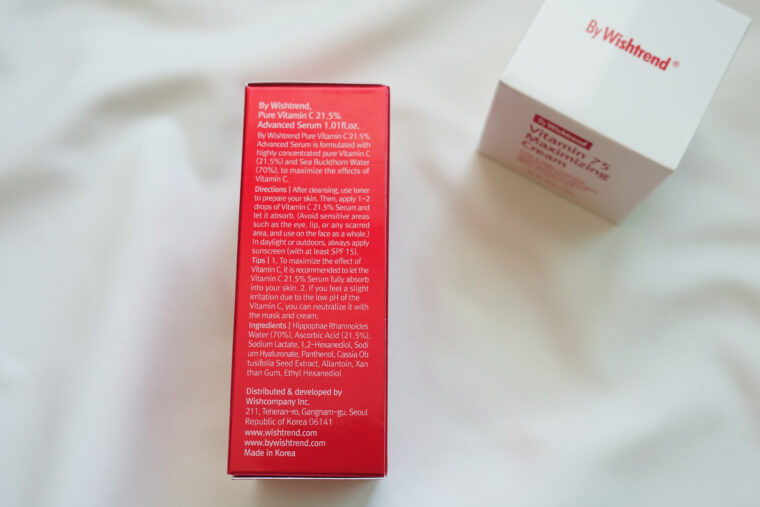 By Wishtrend,
Pure Vitamin C 21.5%
Advanced Serum 1.01fl.oz.
By Wishtrend Pure Vitamin C 21.5%
Advanced Serum is formulated with
highly concentrated pure Vitamin C
(21.5%) and Sea Buckthorn Water
(70%), to maximize the effects of
Vitamin C.
Directions | After cleansing, use toner
to prepare your skin. Then, apply 1-2
drops of Vitamin C 21.5% Serum and
let it absorb. (Avoid sensitive areas
such as the eye, lip, or any scarred
area, and use on the face as a whole.)
In daylight or outdoors, always apply
sunscreen (with at least SPF 15).
Tips | 1. To maximize the effect of
Vitamin C, it is recommended to let the
Vitamin C 21.5% Serum fully absorb
into your skin. 2. If you feel a slight
irritation due to the low pH of the
Vitamin C, you can neutralize it with
the mask and cream.
Ingredients | Hippophae Rhamnoides
Water (70%), Ascorbic Acid (21.5%),
Sodium Lactate, 1,2-Hexanediol, Sodi
um Hyaluronate, Panthenol, Cassia Ob
tusifolia Seed Extract, Allantoin, Xan
than Gum, Ethyl Hexanediol
Distributed & developed by
Wishcompany Inc.
211, Teheran-ro, Gangnam-gu, Seoul
Republic of Korea 06141
www.wishtrend.com
www.bywishtrend.com
Made in Korea
By Wishtrend®
By Wishtrend
Vitamin 75
Maximizing
Cream